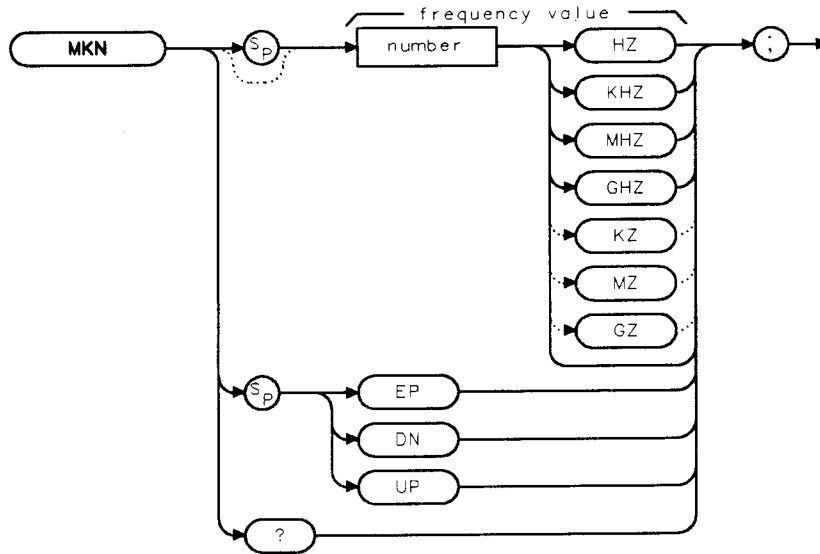 frequency value
MKN
SP
number
HZ
;
KHZ
MHZ
GHZ
KZ
MZ
GZ
SP
EP
DN
UP
?